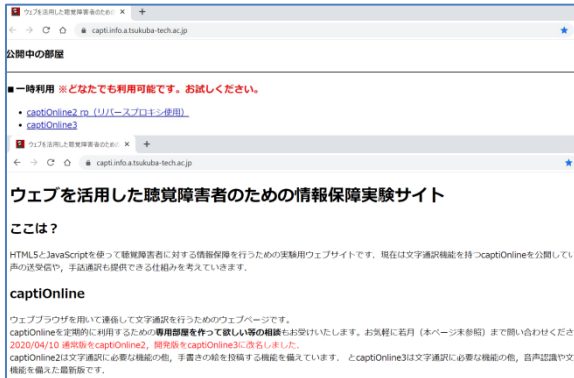 ウェブを活用した聴覚障害者のための
capti.info.a.tsukuba-tech.ac.jp
公開中の部屋
■一時利用 ※どなたでも利用可能です。お試しください。
• captiOnline2 rp（リバースプロキシ使用）
• captiOnline3
ウェブを活用した聴覚障害者のための
capti.info.a.tsukuba-tech.ac.jp
ウェブを活用した聴覚障害者のための情報保障実験サイト
ここは？
HTML5とJavaScriptを使って聴覚障害者に対する情報保障を行うための実験用ウェブサイトです．現在は文字通訳機能を持つcaptiOnlineを公開してい
声の送受信や，手話通訳も提供できる仕組みを考えていきます．
captiOnline
ウェブブラウザを用いて連係して文字通訳を行うためのウェブページです。
captiOnlineを定期的に利用するための専用部屋を作って欲しい等の相談もお受けいたします。お気軽に若月（本ページ末参照）まで問い合わせくださ
2020/04/10 通常版をcaptiOnline2，開発版をcaptiOnline3に改名しました．
captiOnline2は文字通訳に必要な機能の他，手書きの絵を投稿する機能を備えています． とcaptiOnline3は文字通訳に必要な機能の他，音声認識や文
機能を備えた最新版です．